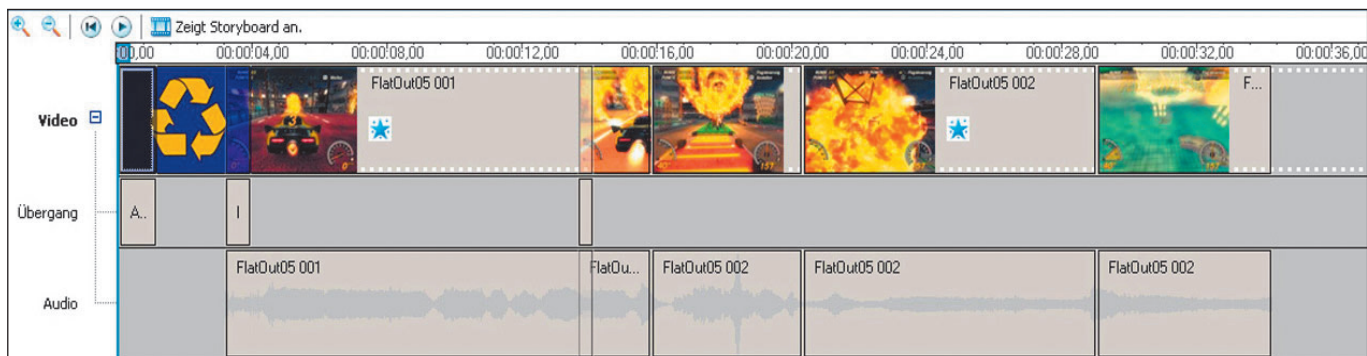 Zeigt Storyboard an.
00,00 00:00:04,00 00:00:08,00 00:00:12,00 00:00:16,00 00:00:20,00 00:00:24,00 00:00:28,00 00:00:32,00 00:00:36,00
Video FlatOut05 001 FlatOut05 002 F...
Übergang A.. I
FlatOut05 001 FlatOu... FlatOut05 002 FlatOut05 002 FlatOut05 002
Audio